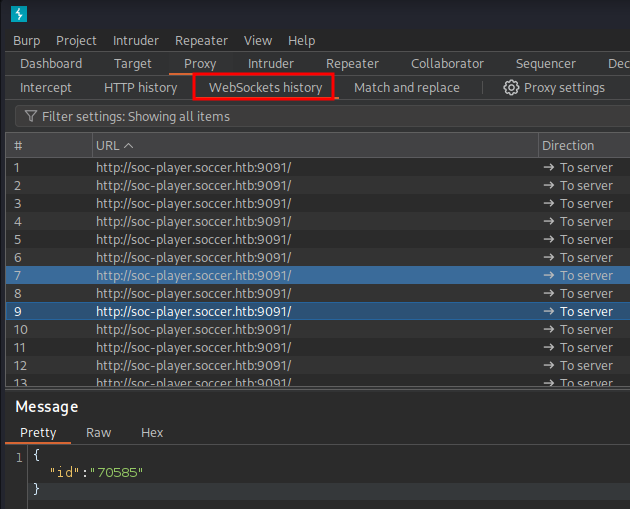 Burp Project Intruder Repeater View Help
Dashboard Target Proxy Intruder Repeater Collaborator Sequencer Dec
Intercept HTTP history WebSockets history Match and replace Proxy settings
Filter settings: Showing all items
# URL Direction
1 http://soc-player.soccer.htb:9091/ → To server
2 http://soc-player.soccer.htb:9091/ → To server
3 http://soc-player.soccer.htb:9091/ → To server
4 http://soc-player.soccer.htb:9091/ → To server
5 http://soc-player.soccer.htb:9091/ → To server
6 http://soc-player.soccer.htb:9091/ → To server
7 http://soc-player.soccer.htb:9091/ → To server
8 http://soc-player.soccer.htb:9091/ → To server
9 http://soc-player.soccer.htb:9091/ → To server
10 http://soc-player.soccer.htb:9091/ → To server
11 http://soc-player.soccer.htb:9091/ → To server
12 http://soc-player.soccer.htb:9091/ → To server
13 http://soc-player.soccer.htb:9091/ → To server
Message
Pretty Raw Hex
1 {
"id":"70585"
}